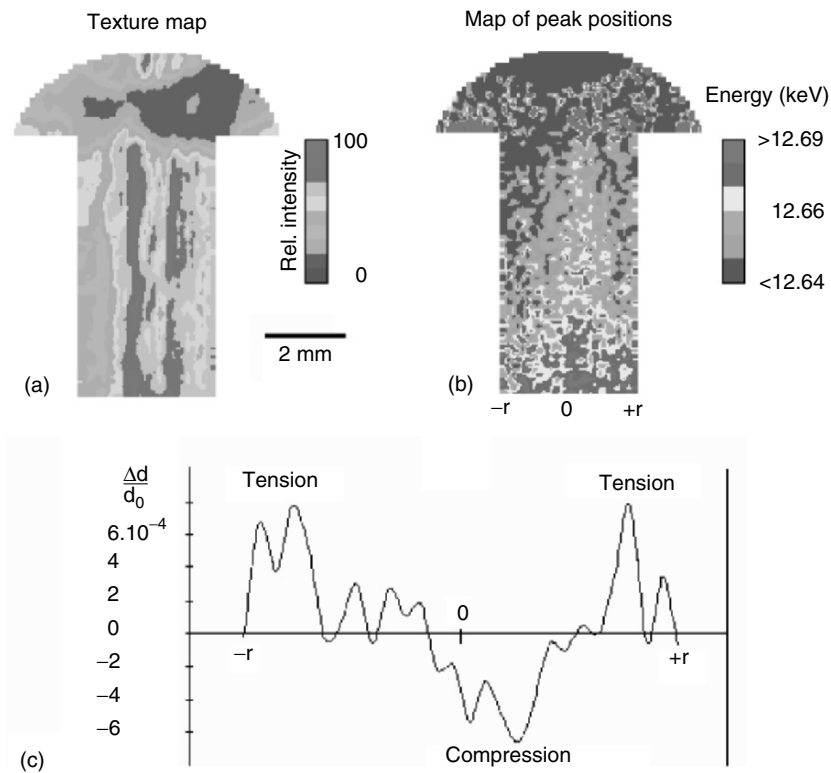 Texture map
Map of peak positions
Energy (keV)
100
Rel. intensity
0
>12.69
12.66
<12.64
2 mm
(a)
(b)
−r 0 +r
Δd
d₀
Tension
Tension
6.10⁻⁴
4
2
0
0
−r
+r
−2
−4
−6
Compression
(c)